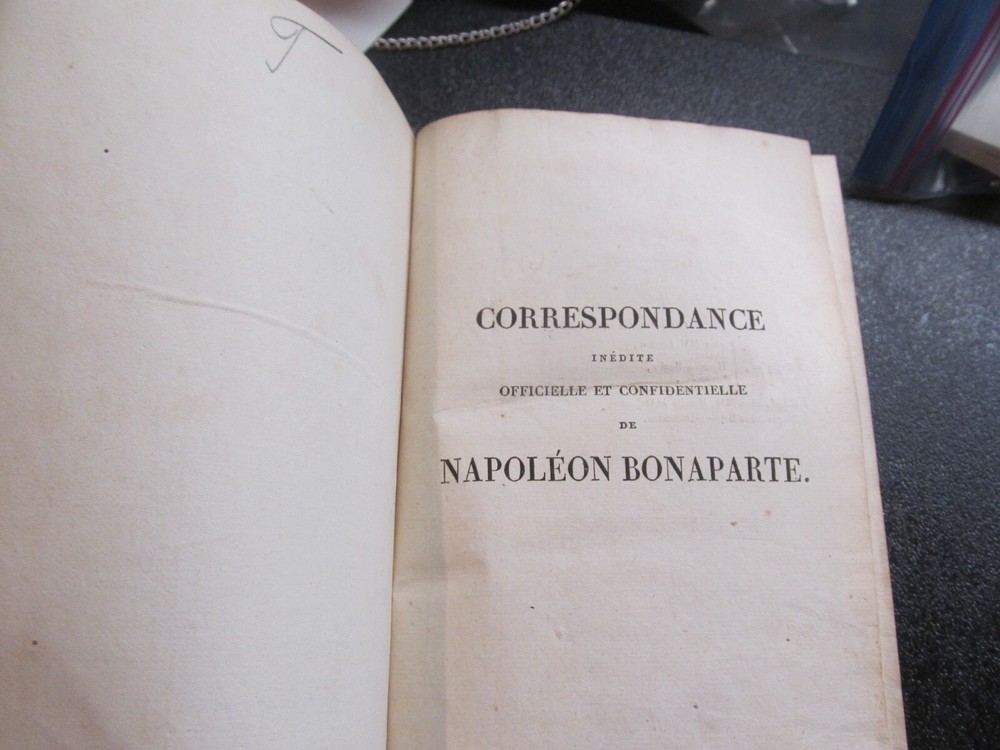 CORRESPONDANCE
INÉDITE
OFFICIELLE ET CONFIDENTIELLE
DE
NAPOLÉON BONAPARTE.